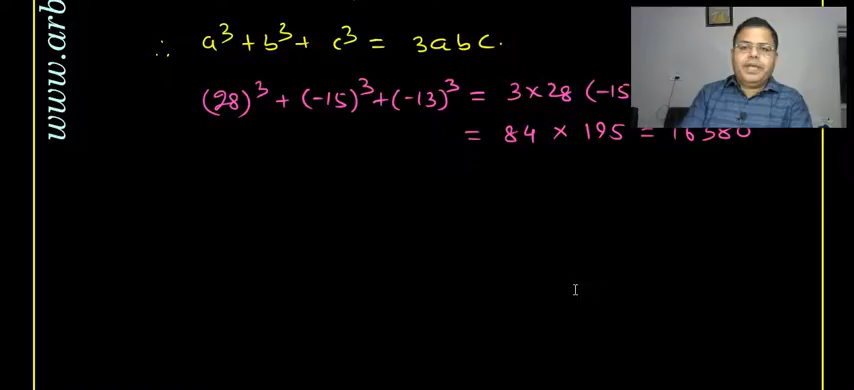 www.arb
∴ a³ + b³ + c³ = 3abc.
(28)³ + (-15)³ + (-13)³ = 3 × 28 (-15
= 84 × 195 = 16380